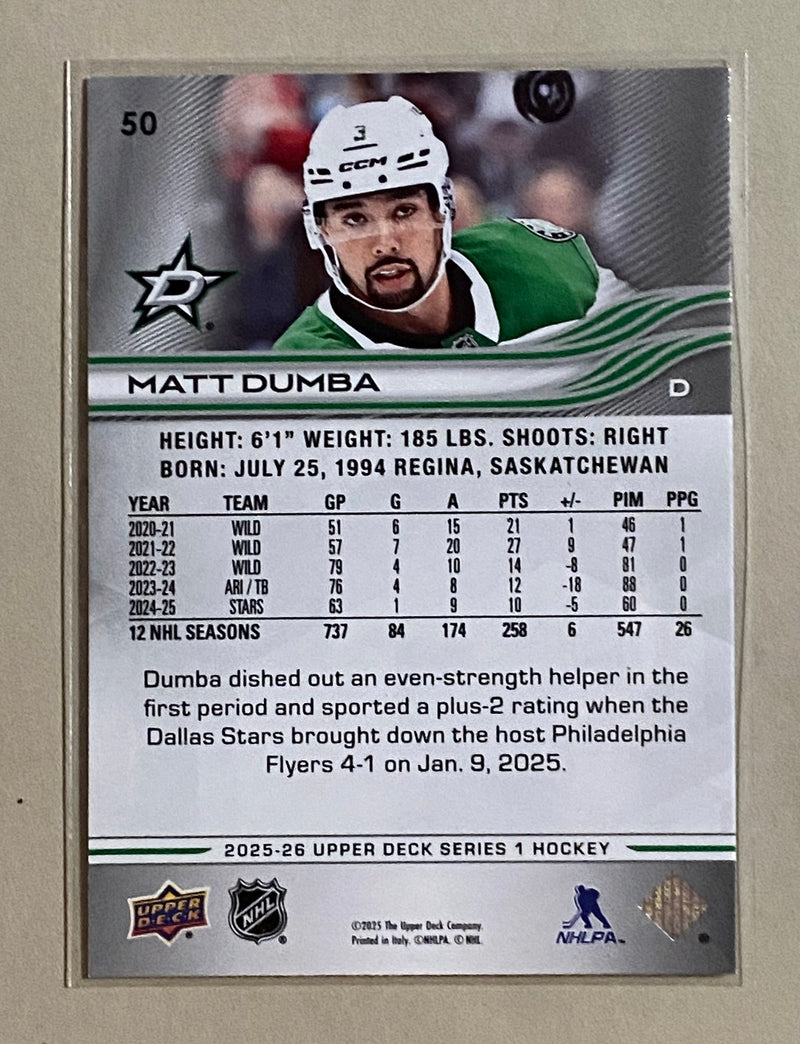 50
3
CCM
D
MATT DUMBA
D
HEIGHT: 6'1" WEIGHT: 185 LBS. SHOOTS: RIGHT
BORN: JULY 25, 1994 REGINA, SASKATCHEWAN
YEAR TEAM GP G A PTS +/- PIM PPG
2020-21 WILD 51 6 15 21 1 46 1
2021-22 WILD 57 7 20 27 9 47 1
2022-23 WILD 79 4 10 14 -8 81 0
2023-24 ARI / TB 76 4 8 12 -18 88 0
2024-25 STARS 63 1 9 10 -5 60 0
12 NHL SEASONS 737 84 174 258 6 547 26
Dumba dished out an even-strength helper in the
first period and sported a plus-2 rating when the
Dallas Stars brought down the host Philadelphia
Flyers 4-1 on Jan. 9, 2025.
2025-26 UPPER DECK SERIES 1 HOCKEY
UPPER
DECK
®
NHL
®
©2025 The Upper Deck Company.
Printed in Italy. ©NHLPA. © NHL.
NHLPA™
®